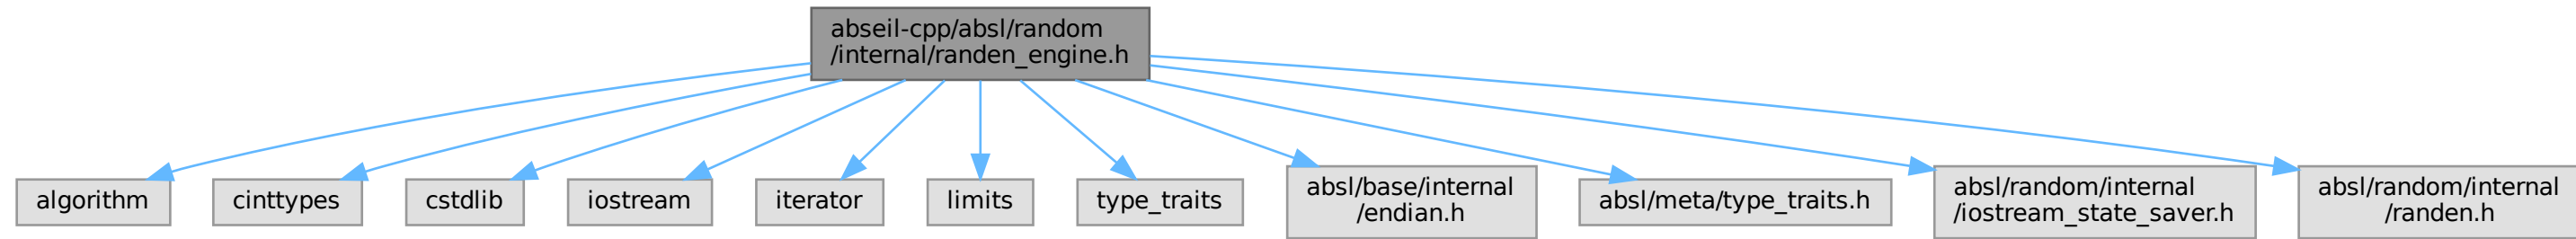 abseil-cpp/absl/random
/internal/randen_engine.h
algorithm
cinttypes
cstdlib
iostream
iterator
limits
type_traits
absl/base/internal
/endian.h
absl/meta/type_traits.h
absl/random/internal
/iostream_state_saver.h
absl/random/internal
/randen.h